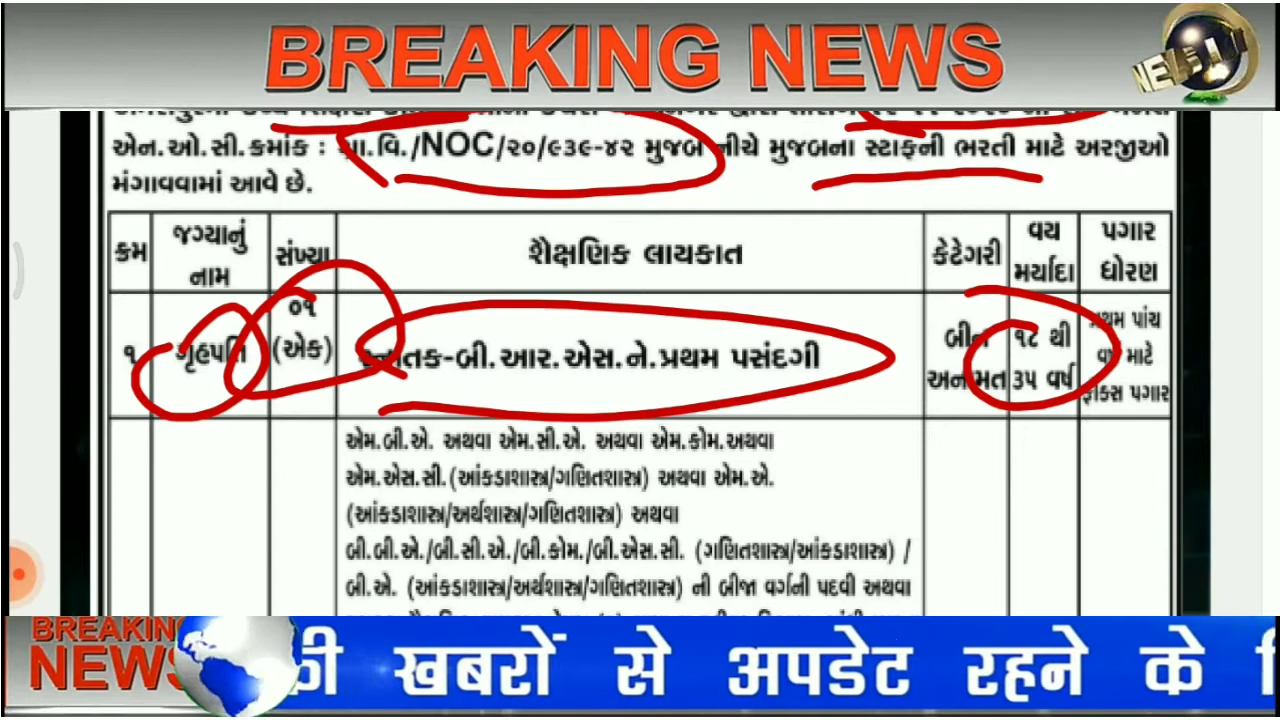 BREAKING NEWS
એન.ઓ.સી.ક્રમાંક : પ્રા.વિ./NOC/૨૦/૯૩૯-૪૨ મુજબ નીચે મુજબના સ્ટાફની ભરતી માટે અરજીઓ
મંગાવવામાં આવે છે.
ક્રમ જગ્યાનું નામ સંખ્યા શૈક્ષણિક લાયકાત કેટેગરી વય મર્યાદા પગાર ધોરણ
૧ ગૃહપતિ ૦૧ (એક) સ્નાતક-બી.આર.એસ.ને.પ્રથમ પસંદગી બીન અનામત ૧૮ થી ૩૫ વર્ષ પ્રથમ પાંચ વર્ષ માટે ફીક્સ પગાર
એમ.બી.એ. અથવા એમ.સી.એ. અથવા એમ.કોમ.અથવા
એમ.એસ.સી.(આંકડાશાસ્ત્ર/ગણિતશાસ્ત્ર) અથવા એમ.એ.
(આંકડાશાસ્ત્ર/અર્થશાસ્ત્ર/ગણિતશાસ્ત્ર) અથવા
બી.બી.એ./બી.સી.એ./બી.કોમ./બી.એસ.સી. (ગણિતશાસ્ત્ર/આંકડાશાસ્ત્ર) /
બી.એ. (આંકડાશાસ્ત્ર/અર્થશાસ્ત્ર/ગણિતશાસ્ત્ર) ની બીજા વર્ગની પદવી અથવા
BREAKING
NEWS
की खबरों से अपडेट रहने के